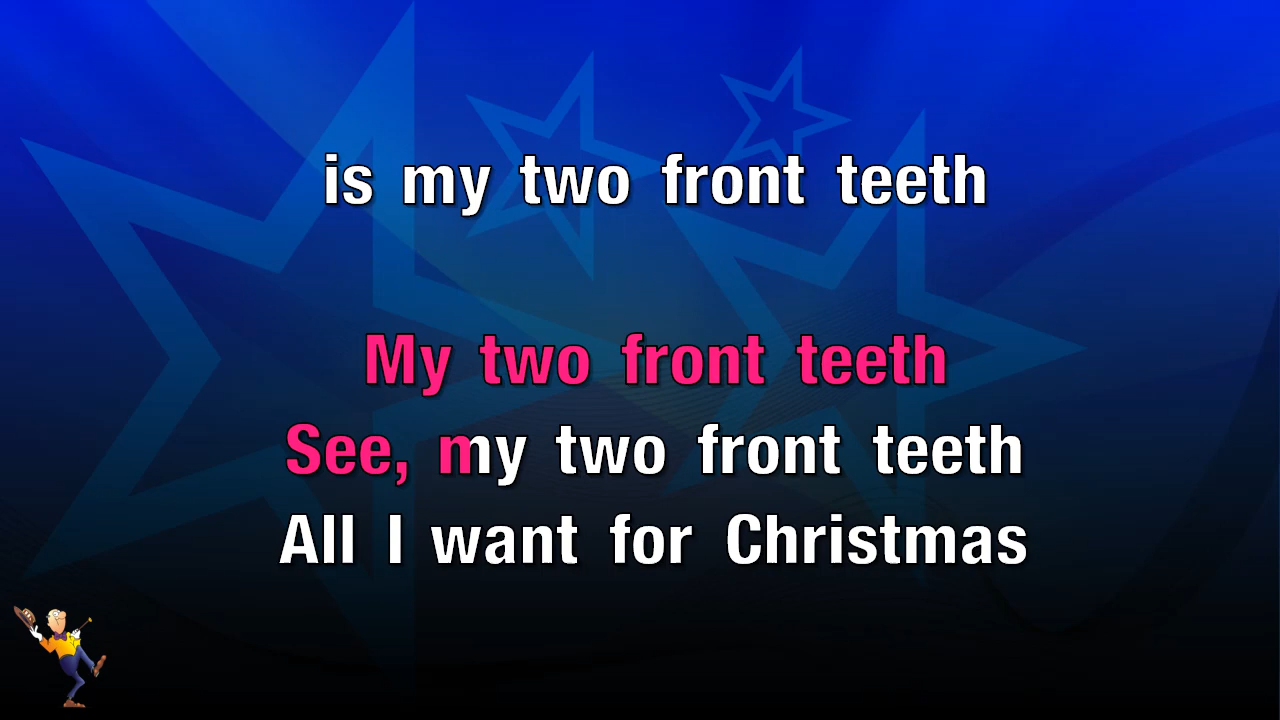 is my two front teeth
My two front teeth
See, my two front teeth
All I want for Christmas